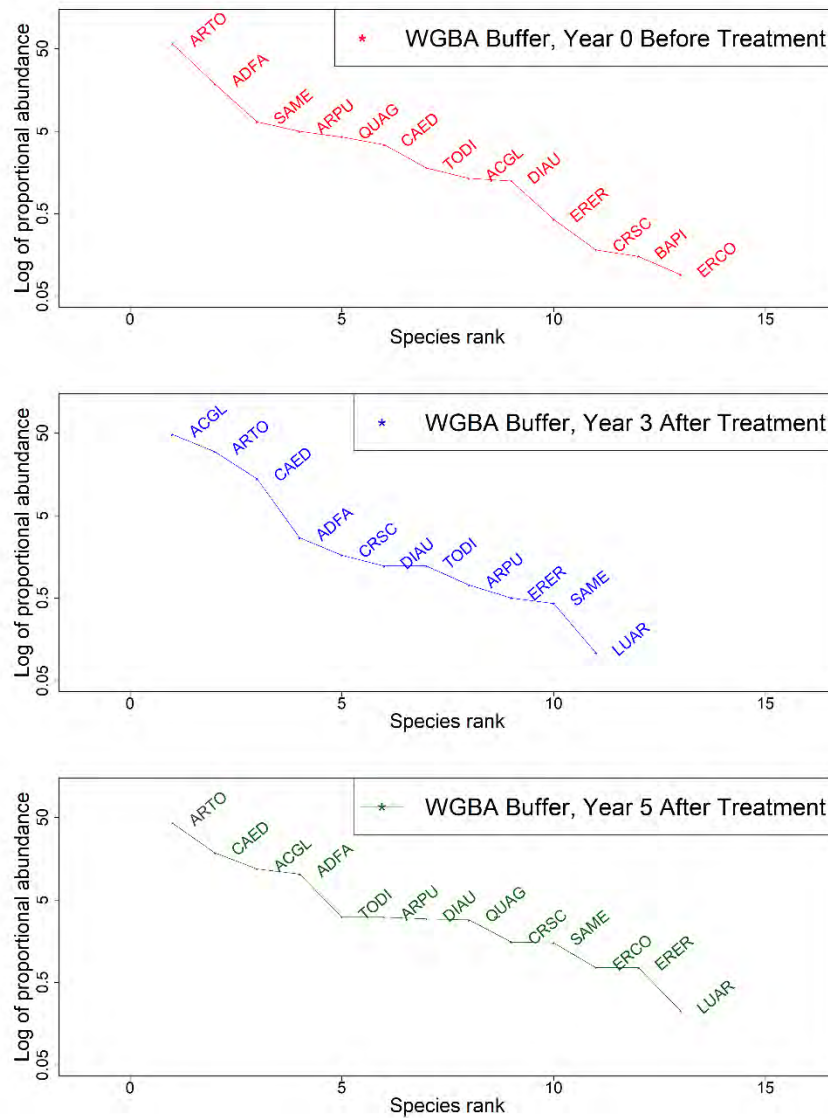 * WGBA Buffer, Year 0 Before Treatment
Log of proportional abundance
50
5
0.5
0.05
ARTO
ADFA
SAME
ARPU
QUAG
CAED
TODI
ACGL
DIAU
ERER
CRSC
BAPI
ERCO
0 5 10 15
Species rank
* WGBA Buffer, Year 3 After Treatment
Log of proportional abundance
50
5
0.5
0.05
ACGL
ARTO
CAED
ADFA
CRSC
DIAU
TODI
ARPU
ERER
SAME
LUAR
0 5 10 15
Species rank
* WGBA Buffer, Year 5 After Treatment
Log of proportional abundance
50
5
0.5
0.05
ARTO
CAED
ACGL
ADFA
TODI
ARPU
DIAU
QUAG
CRSC
SAME
ERCO
ERER
LUAR
0 5 10 15
Species rank